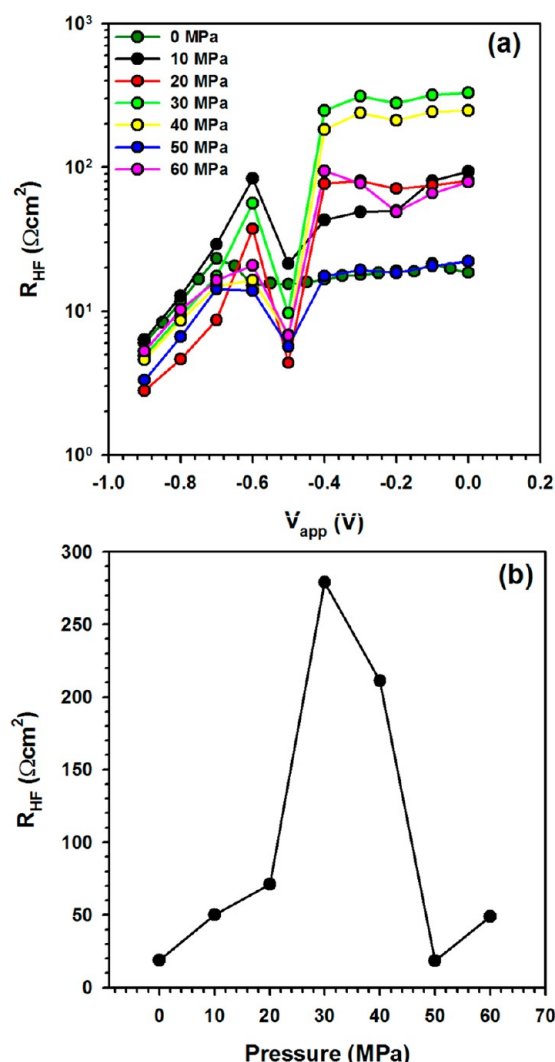 10³
(a)
0 MPa
10 MPa
20 MPa
30 MPa
40 MPa
50 MPa
60 MPa
10²
R_HF (Ωcm²)
10¹
10⁰
-1.0 -0.8 -0.6 -0.4 -0.2 0.0
V_app (V)
300
(b)
250
200
R_HF (Ωcm²)
150
100
50
0
0 10 20 30 40 50 60 70
Pressure (MPa)